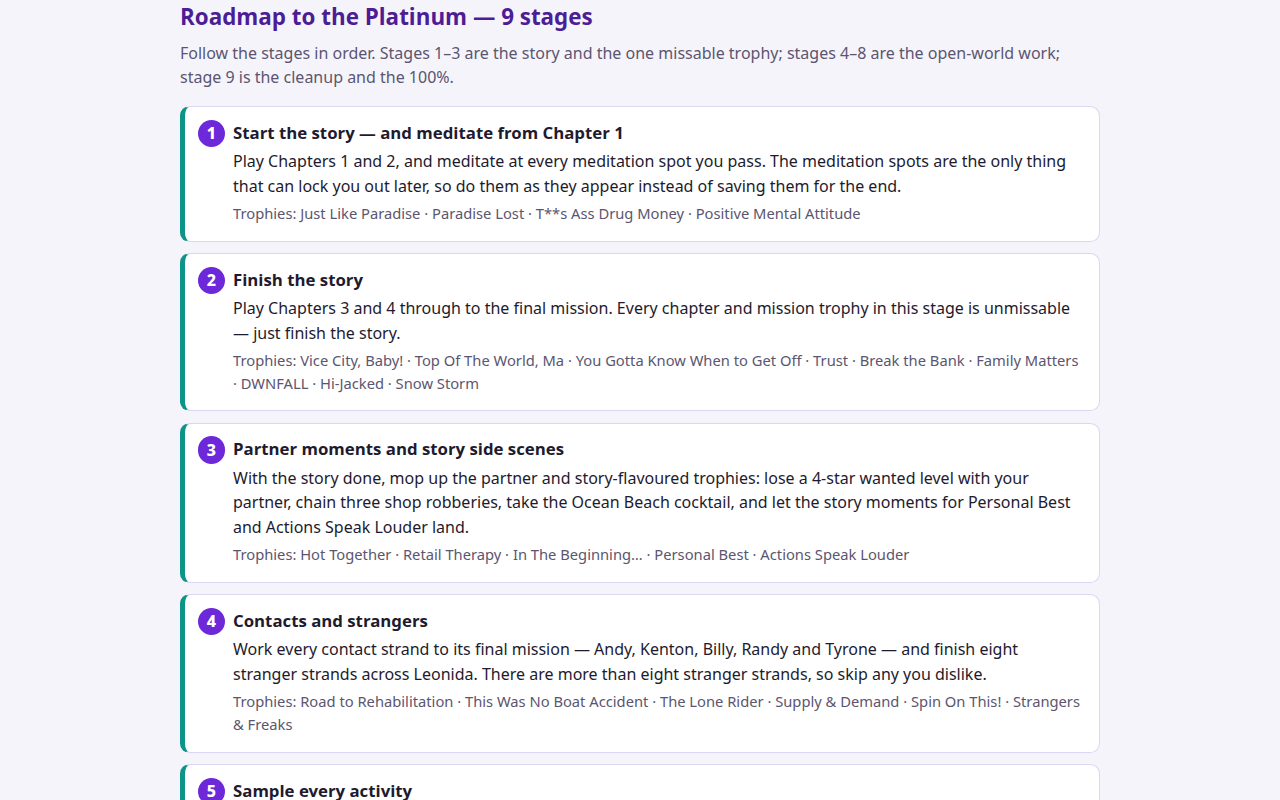 Roadmap to the Platinum — 9 stages
Follow the stages in order. Stages 1–3 are the story and the one missable trophy; stages 4–8 are the open-world work;
stage 9 is the cleanup and the 100%.
1 Start the story — and meditate from Chapter 1
Play Chapters 1 and 2, and meditate at every meditation spot you pass. The meditation spots are the only thing
that can lock you out later, so do them as they appear instead of saving them for the end.
Trophies: Just Like Paradise · Paradise Lost · T**s Ass Drug Money · Positive Mental Attitude
2 Finish the story
Play Chapters 3 and 4 through to the final mission. Every chapter and mission trophy in this stage is unmissable
— just finish the story.
Trophies: Vice City, Baby! · Top Of The World, Ma · You Gotta Know When to Get Off · Trust · Break the Bank · Family Matters
· DWNFALL · Hi-Jacked · Snow Storm
3 Partner moments and story side scenes
With the story done, mop up the partner and story-flavoured trophies: lose a 4-star wanted level with your
partner, chain three shop robberies, take the Ocean Beach cocktail, and let the story moments for Personal Best
and Actions Speak Louder land.
Trophies: Hot Together · Retail Therapy · In The Beginning... · Personal Best · Actions Speak Louder
4 Contacts and strangers
Work every contact strand to its final mission — Andy, Kenton, Billy, Randy and Tyrone — and finish eight
stranger strands across Leonida. There are more than eight stranger strands, so skip any you dislike.
Trophies: Road to Rehabilitation · This Was No Boat Accident · The Lone Rider · Supply & Demand · Spin On This! · Strangers
& Freaks
5 Sample every activity